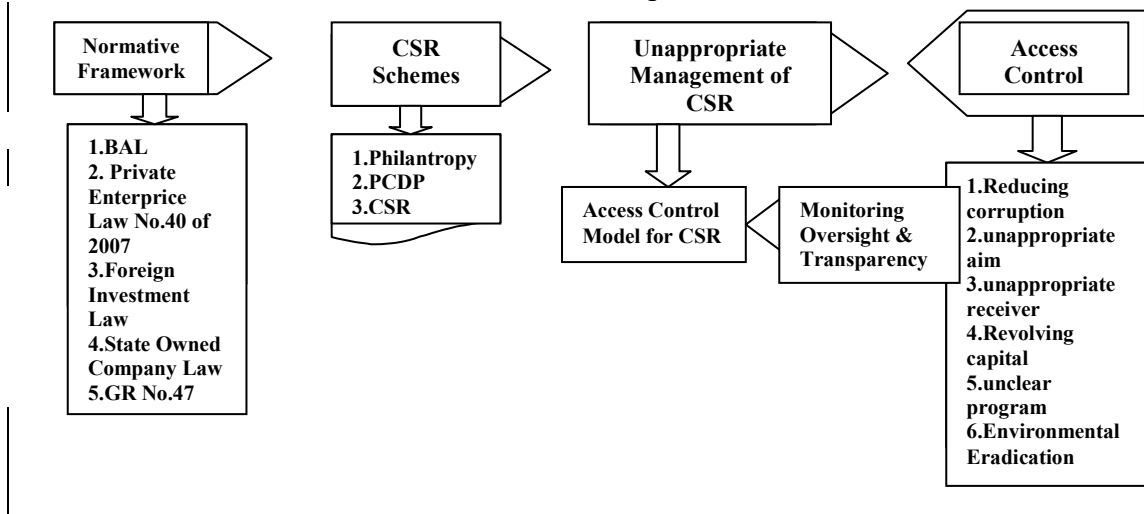 Normative
Framework
1.BAL
2. Private
Enterprice
Law No.40 of
2007
3.Foreign
Investment
Law
4.State Owned
Company Law
5.GR No.47
CSR
Schemes
1.Philantropy
2.PCDP
3.CSR
Unappropriate
Management of
CSR
Access Control
Model for CSR
Monitoring
Oversight &
Transparency
Access
Control
1.Reducing
corruption
2.unappropriate
aim
3.unappropriate
receiver
4.Revolving
capital
5.unclear
program
6.Environmental
Eradication